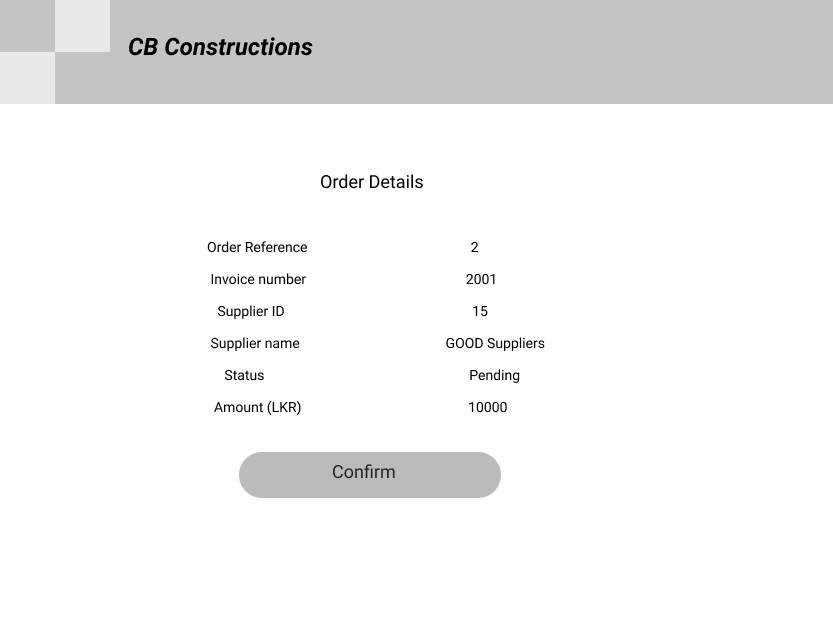 CB Constructions
Order Details
Order Reference 2
Invoice number 2001
Supplier ID 15
Supplier name GOOD Suppliers
Status Pending
Amount (LKR) 10000
Confirm